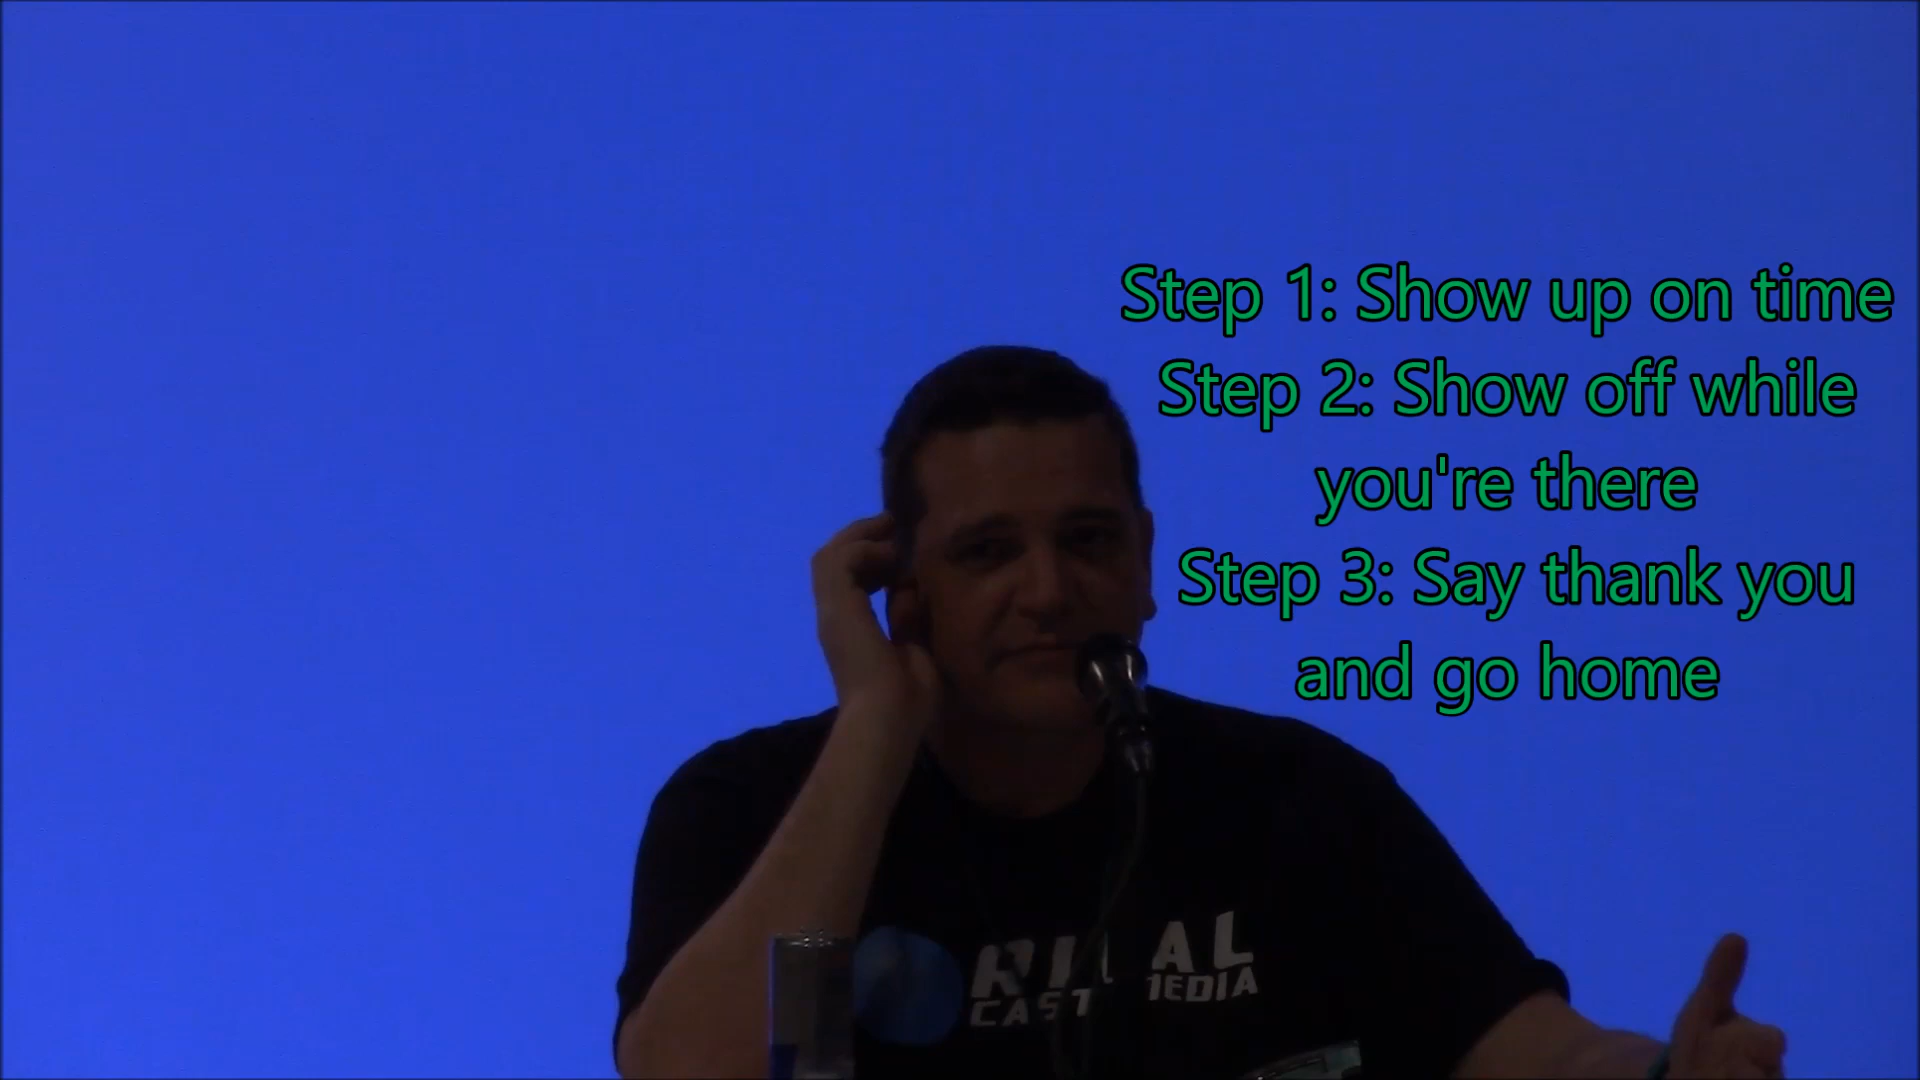 Step 1: Show up on time
Step 2: Show off while
you're there
Step 3: Say thank you
and go home